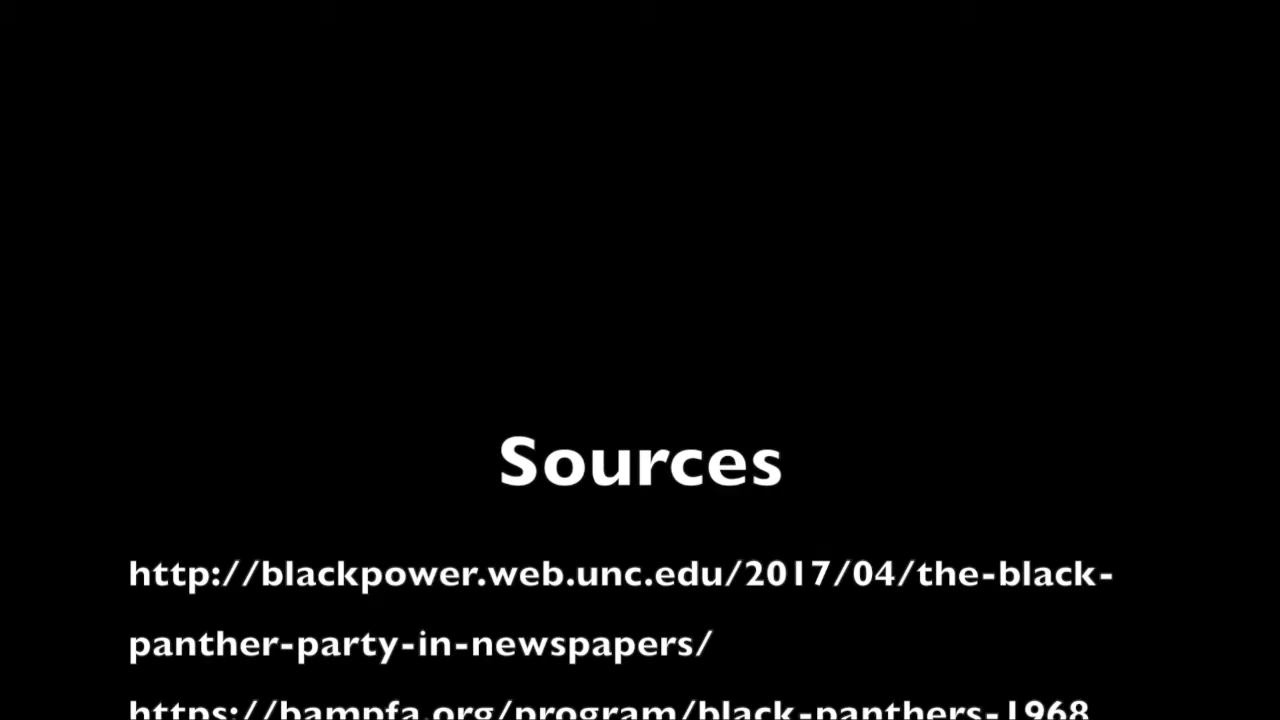 Sources
http://blackpower.web.unc.edu/2017/04/the-black-
panther-party-in-newspapers/
https://bampfa.org/program/black-panthers-1968